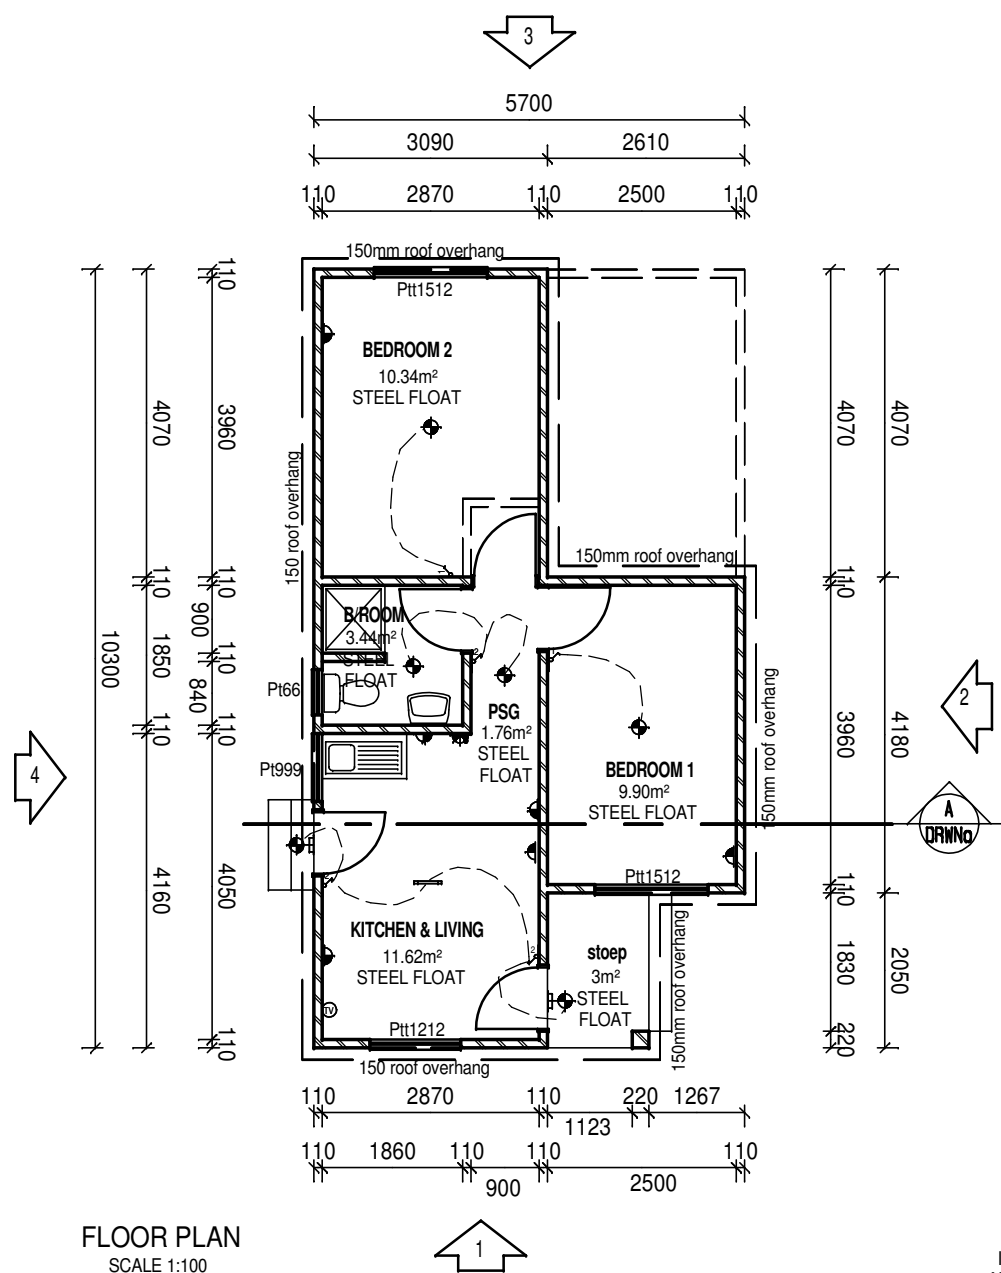 3
5700
3090 2610
110 2870 110 2500 110
150mm roof overhang
Ptt1512
BEDROOM 2
10.34m²
STEEL FLOAT
150 roof overhang
150mm roof overhang
110
3960
110
900
110
840
110
4050
110
4070
110
1850
110
4160
10300
4070
110
3960
110
1830
220
4070
4180
2050
B/ROOM
3.44m²
STEEL
FLOAT
Pt66
PSG
1.76m²
STEEL
FLOAT
Pt999
BEDROOM 1
9.90m²
STEEL FLOAT
Ptt1512
150mm roof overhang
2
4
A
DRWNo
KITCHEN & LIVING
11.62m²
STEEL FLOAT
TV
Ptt1212
stoep
3m²
STEEL
FLOAT
150mm roof overhang
150 roof overhang
110 2870 110 220 1267
1123
110 1860 110 110 110
900 2500
FLOOR PLAN
SCALE 1:100
1